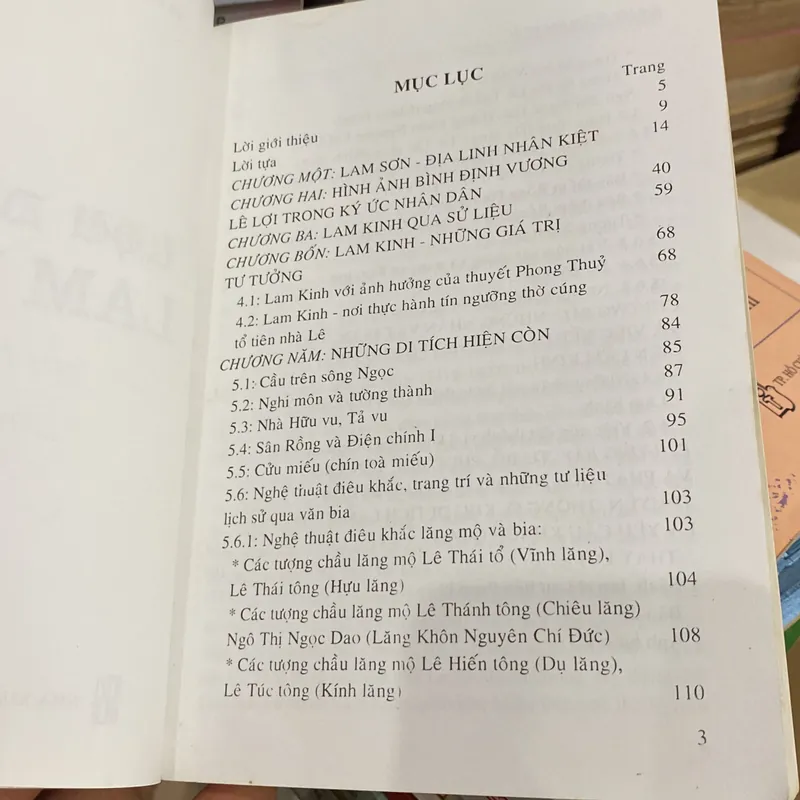 MỤC LỤC
Trang
Lời giới thiệu 5
Lời tựa 9
CHƯƠNG MỘT: LAM SƠN - ĐỊA LINH NHÂN KIỆT 14
CHƯƠNG HAI: HÌNH ẢNH BÌNH ĐỊNH VƯƠNG
LÊ LỢI TRONG KÝ ỨC NHÂN DÂN 40
CHƯƠNG BA: LAM KINH QUA SỬ LIỆU 59
CHƯƠNG BỐN: LAM KINH - NHỮNG GIÁ TRỊ
TƯ TƯỞNG 68
4.1: Lam Kinh với ảnh hưởng của thuyết Phong Thuỷ 68
4.2: Lam Kinh - nơi thực hành tín ngưỡng thờ cúng
tổ tiên nhà Lê 78
CHƯƠNG NĂM: NHỮNG DI TÍCH HIỆN CÒN 84
5.1: Cầu trên sông Ngọc 85
5.2: Nghi môn và tường thành 87
5.3: Nhà Hữu vu, Tả vu 91
5.4: Sân Rồng và Điện chính I 95
5.5: Cửu miếu (chín toà miếu) 101
5.6: Nghệ thuật điêu khắc, trang trí và những tư liệu
lịch sử qua văn bia 103
5.6.1: Nghệ thuật điêu khắc lăng mộ và bia: 103
* Các tượng chầu lăng mộ Lê Thái tổ (Vĩnh lăng),
Lê Thái tông (Hựu lăng) 104
* Các tượng chầu lăng mộ Lê Thánh tông (Chiêu lăng)
Ngô Thị Ngọc Dao (Lăng Khôn Nguyên Chí Đức) 108
* Các tượng chầu lăng mộ Lê Hiến tông (Dụ lăng),
Lê Túc tông (Kính lăng) 110
3
TP. HỒ